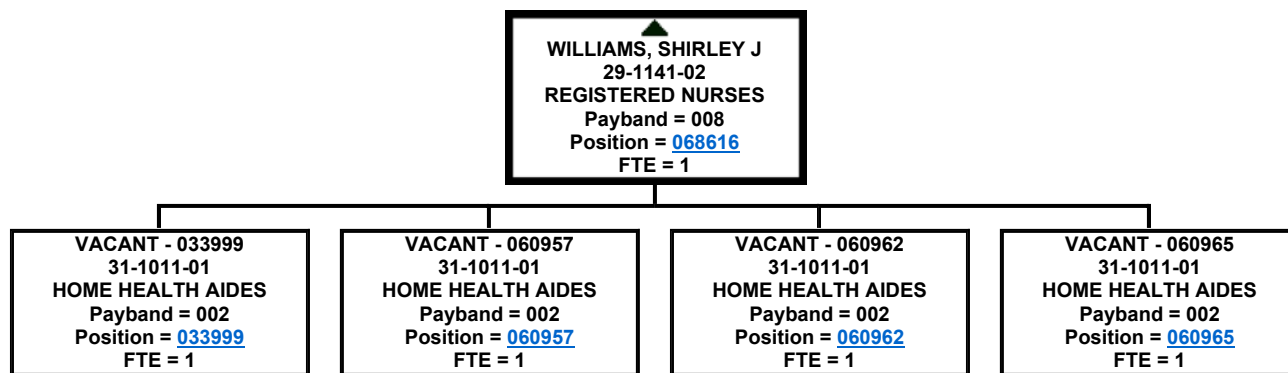 WILLIAMS, SHIRLEY J
29-1141-02
REGISTERED NURSES
Payband = 008
Position = 068616
FTE = 1
VACANT - 033999
31-1011-01
HOME HEALTH AIDES
Payband = 002
Position = 033999
FTE = 1
VACANT - 060957
31-1011-01
HOME HEALTH AIDES
Payband = 002
Position = 060957
FTE = 1
VACANT - 060962
31-1011-01
HOME HEALTH AIDES
Payband = 002
Position = 060962
FTE = 1
VACANT - 060965
31-1011-01
HOME HEALTH AIDES
Payband = 002
Position = 060965
FTE = 1